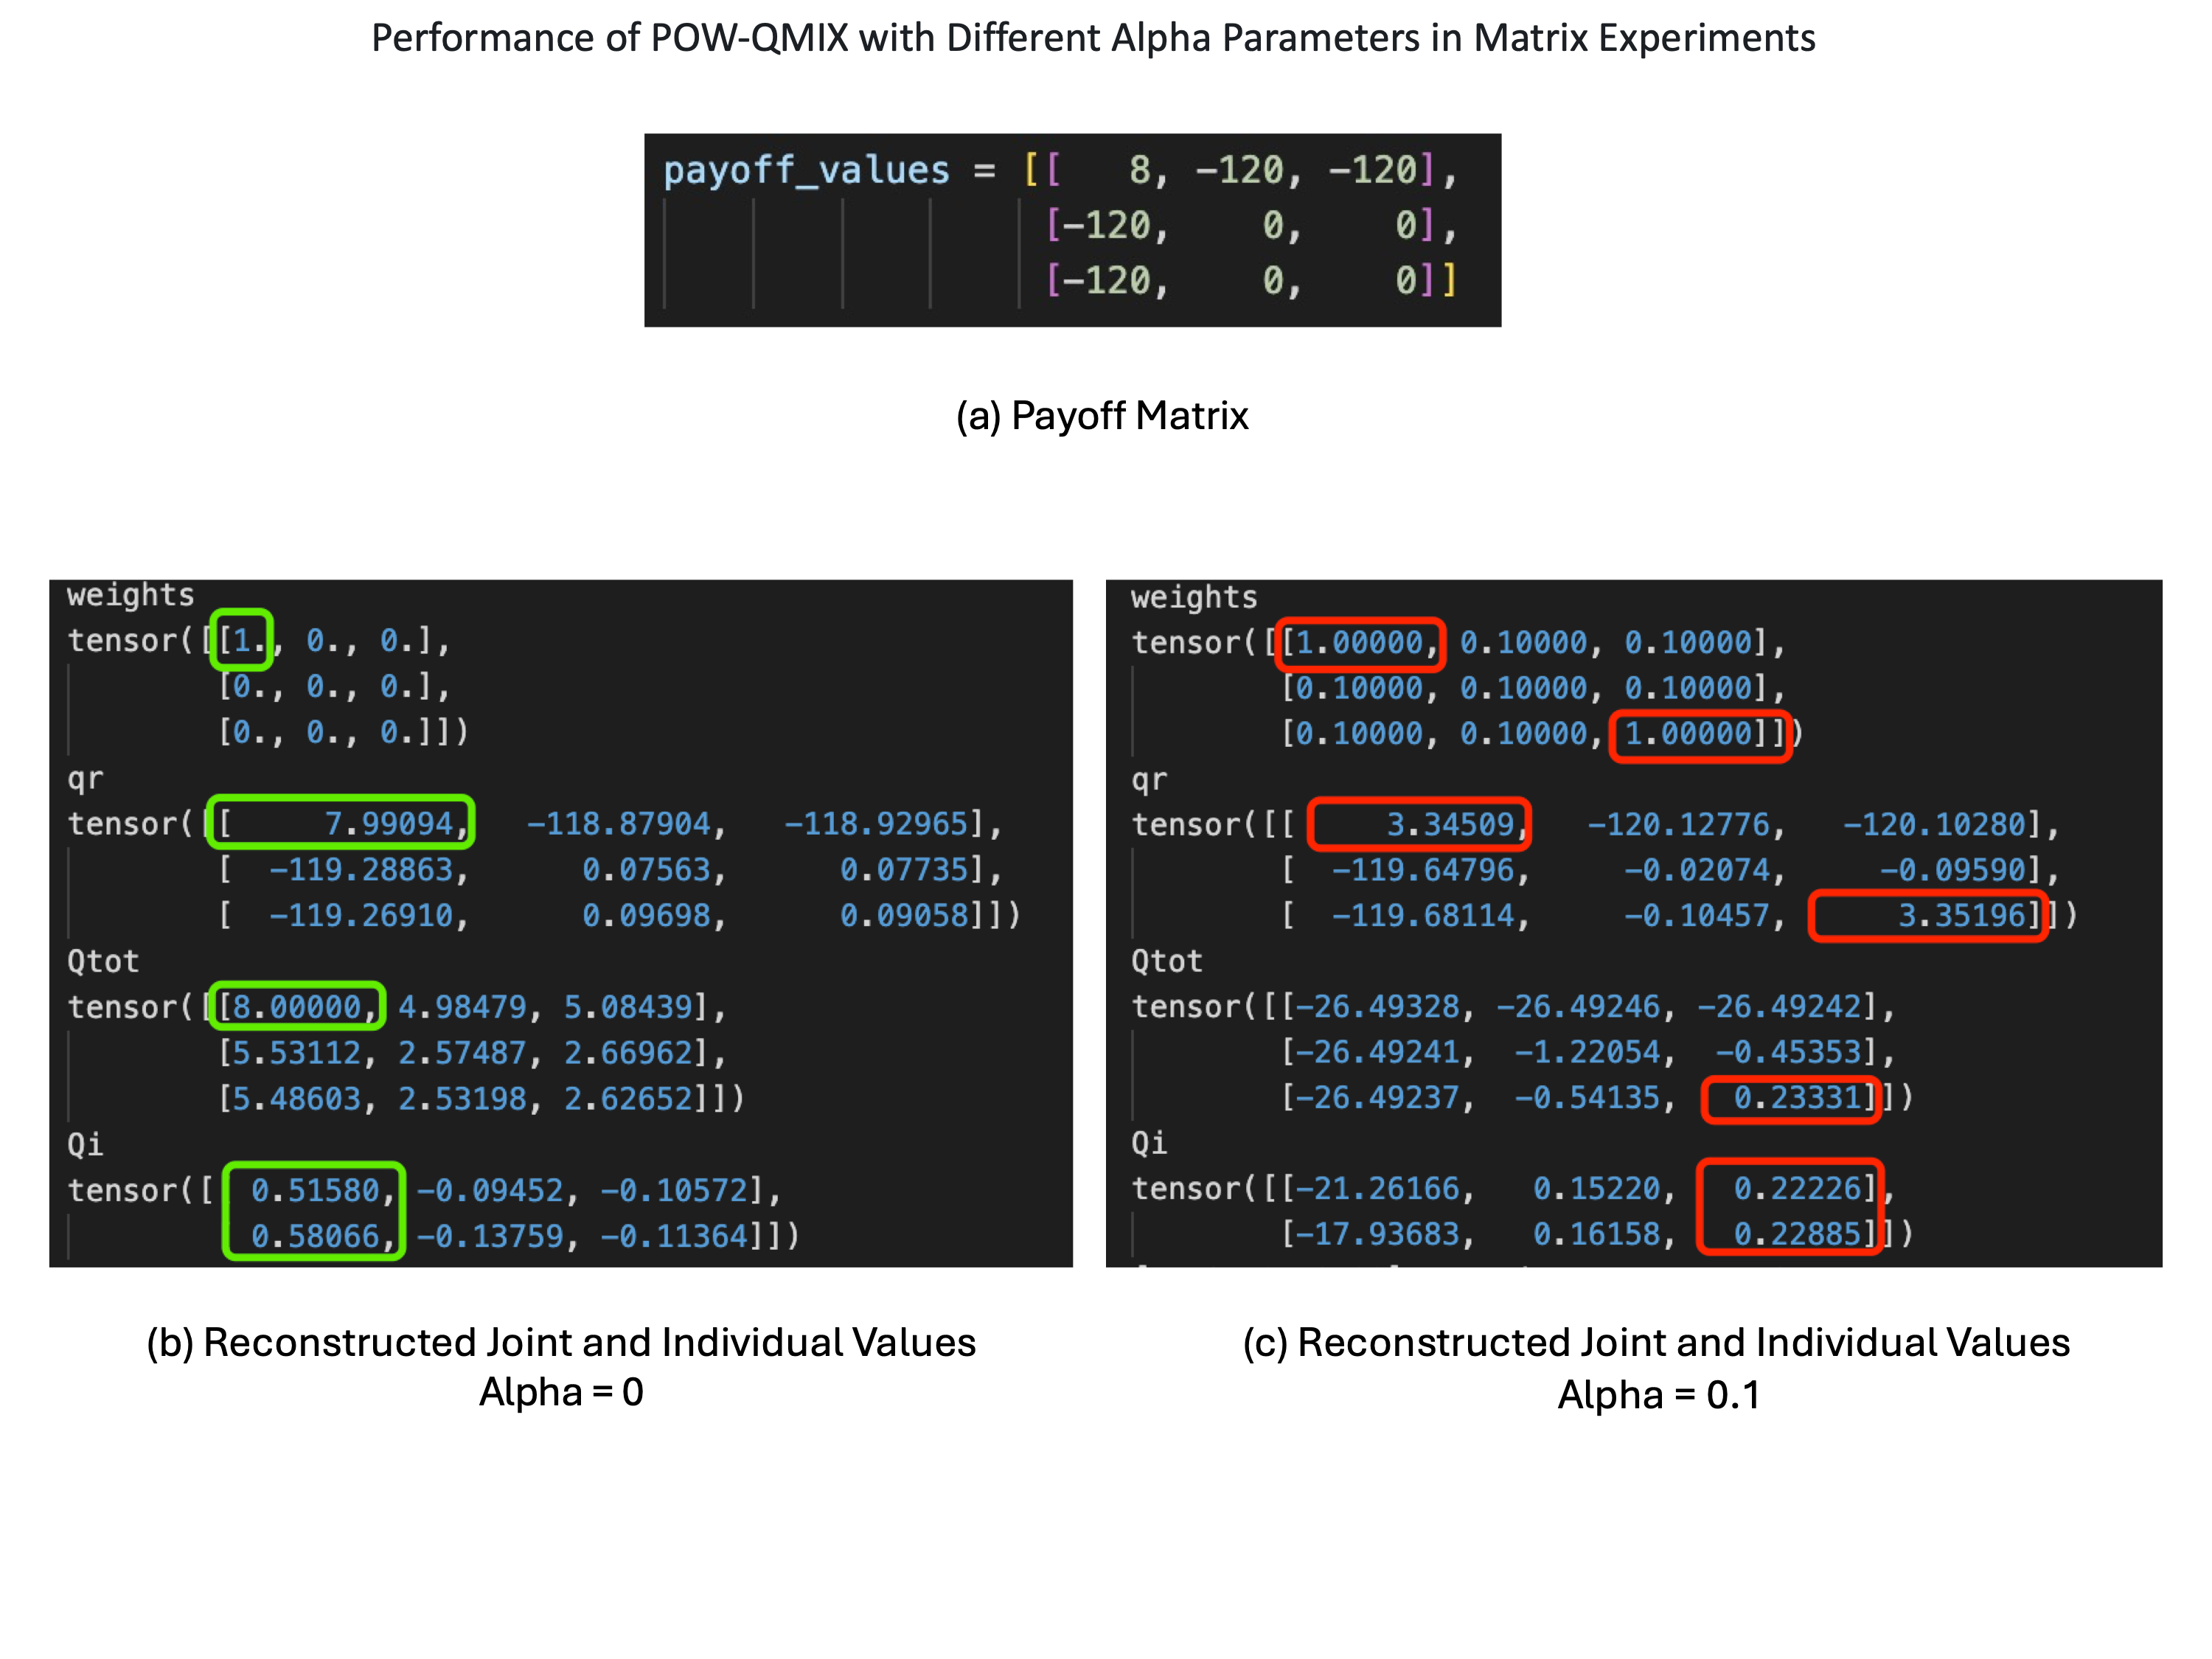 Performance of POW-QMIX with Different Alpha Parameters in Matrix Experiments
payoff_values = [[ 8, -120, -120],
[-120, 0, 0],
[-120, 0, 0]]
(a) Payoff Matrix
weights
tensor([[1., 0., 0.],
[0., 0., 0.],
[0., 0., 0.]])
qr
tensor([[ 7.99094, -118.87904, -118.92965],
[ -119.28863, 0.07563, 0.07735],
[ -119.26910, 0.09698, 0.09058]])
Qtot
tensor([[8.00000, 4.98479, 5.08439],
[5.53112, 2.57487, 2.66962],
[5.48603, 2.53198, 2.62652]])
Qi
tensor([ 0.51580, -0.09452, -0.10572],
0.58066, -0.13759, -0.11364]])
(b) Reconstructed Joint and Individual Values
Alpha = 0
weights
tensor([[1.00000, 0.10000, 0.10000],
[0.10000, 0.10000, 0.10000],
[0.10000, 0.10000, 1.00000]])
qr
tensor([[ 3.34509, -120.12776, -120.10280],
[ -119.64796, -0.02074, -0.09590],
[ -119.68114, -0.10457, 3.35196]])
Qtot
tensor([[-26.49328, -26.49246, -26.49242],
[-26.49241, -1.22054, -0.45353],
[-26.49237, -0.54135, 0.23331]])
Qi
tensor([[-21.26166, 0.15220, 0.22226],
[-17.93683, 0.16158, 0.22885]])
(c) Reconstructed Joint and Individual Values
Alpha = 0.1